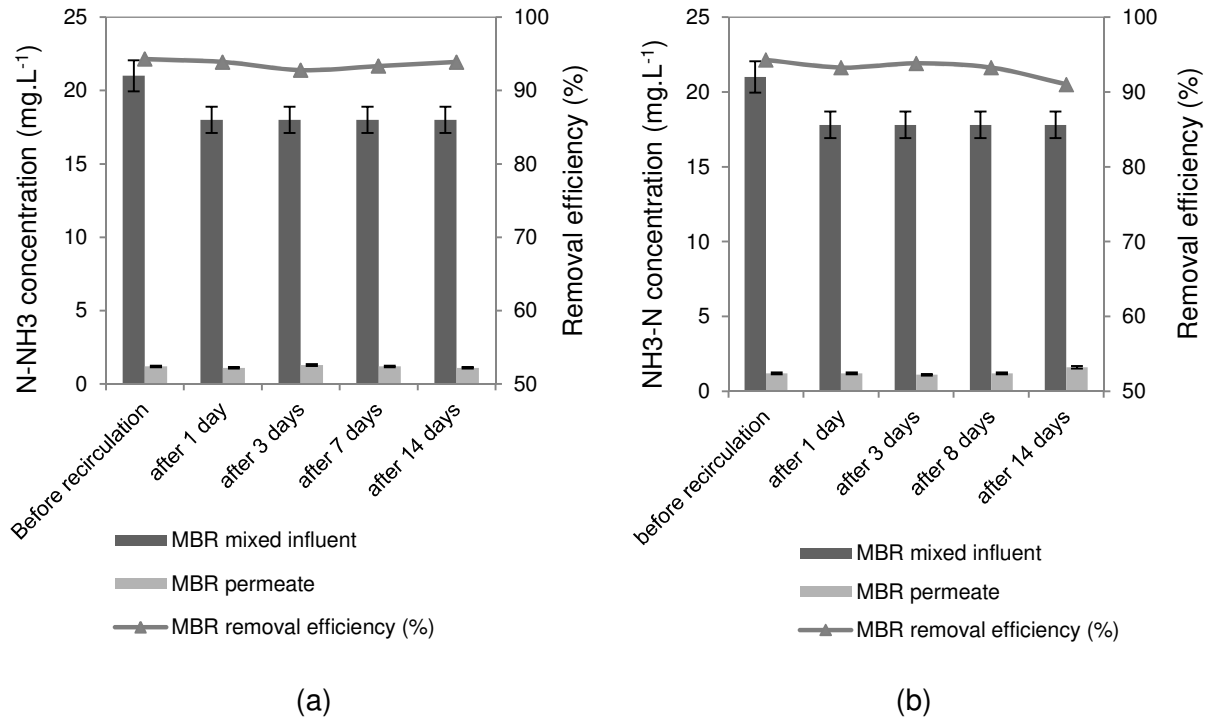 N-NH3 concentration (mg.L-1)
25
20
15
10
5
0
100
90
80
70
60
50
Removal efficiency (%)
Before recirculation
after 1 day
after 3 days
after 7 days
after 14 days
MBR mixed influent
MBR permeate
MBR removal efficiency (%)
(a)
NH3-N concentration (mg.L-1)
25
20
15
10
5
0
100
90
80
70
60
50
Removal efficiency (%)
before recirculation
after 1 day
after 3 days
after 8 days
after 14 days
MBR mixed influent
MBR permeate
MBR removal efficiency (%)
(b)